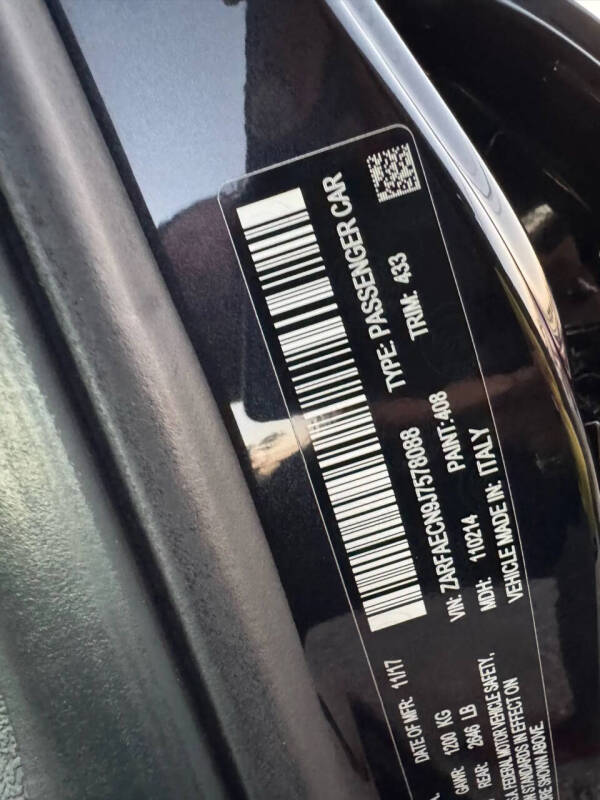 DATE OF MFR: 11/17
GAWR: 1200 KG
REAR: 2646 LB
FEDERAL MOTOR VEHICLE SAFETY,
STANDARDS IN EFFECT ON
SHOWN ABOVE.
VIN: ZARFAECN9J7578088 TYPE: PASSENGER CAR
MDH: 110214 PAINT: 408 TRIM: 433
VEHICLE MADE IN: ITALY